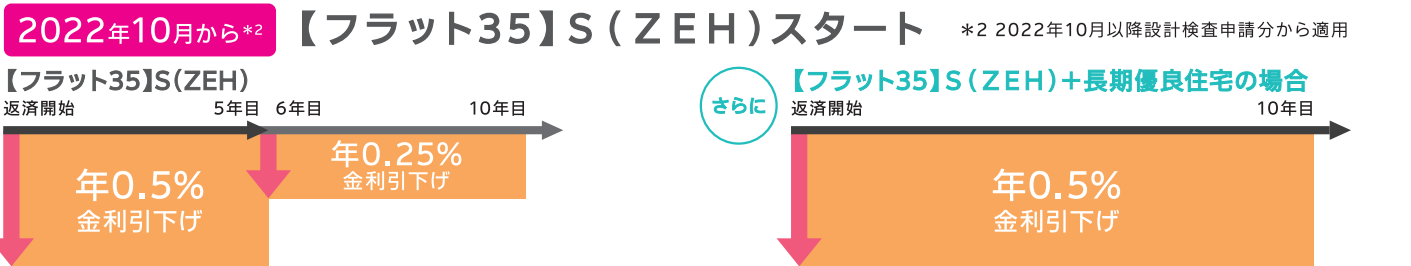 2022年10月から*2 【フラット35】S(ZEH)スタート *2 2022年10月以降設計検査申請分から適用
【フラット35】S(ZEH)
返済開始 5年目 6年目 10年目
年0.5%
金利引下げ
年0.25%
金利引下げ
さらに
【フラット35】S(ZEH)+長期優良住宅の場合
返済開始 10年目
年0.5%
金利引下げ